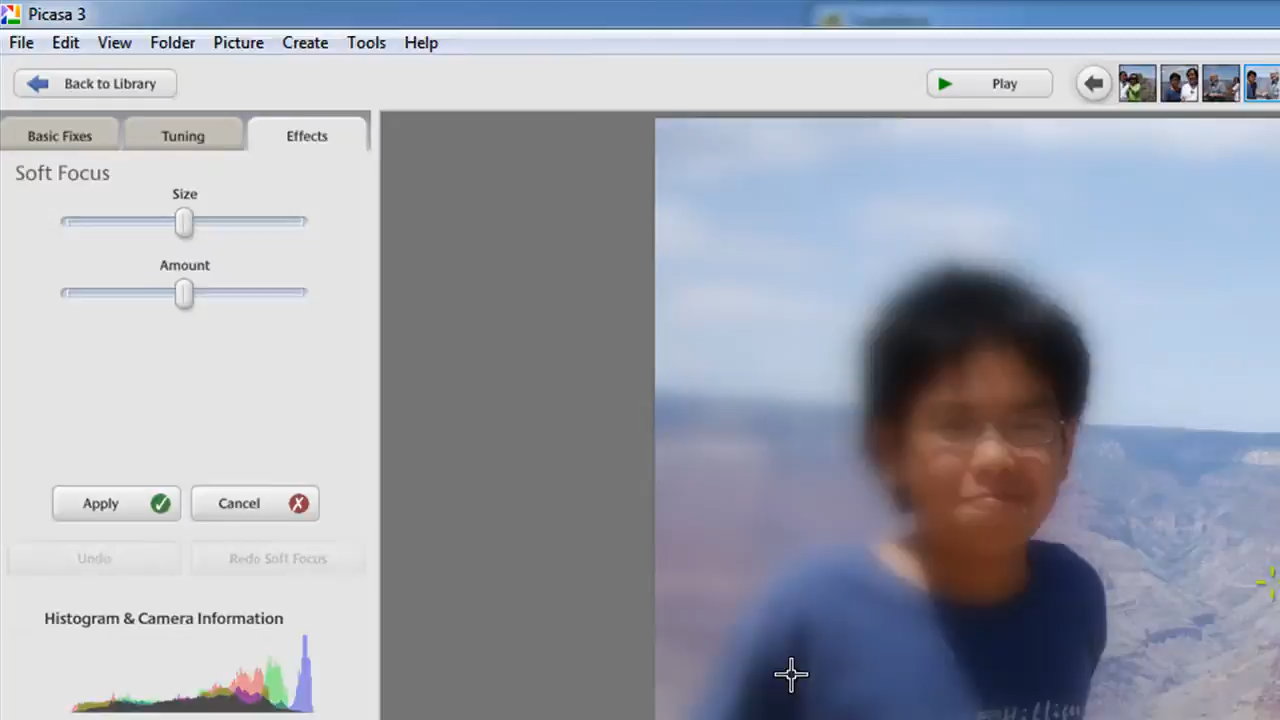 Picasa 3
File Edit View Folder Picture Create Tools Help
Back to Library
Play
Basic Fixes Tuning Effects
Soft Focus
Size
Amount
Apply Cancel
Undo Redo Soft Focus
Histogram & Camera Information